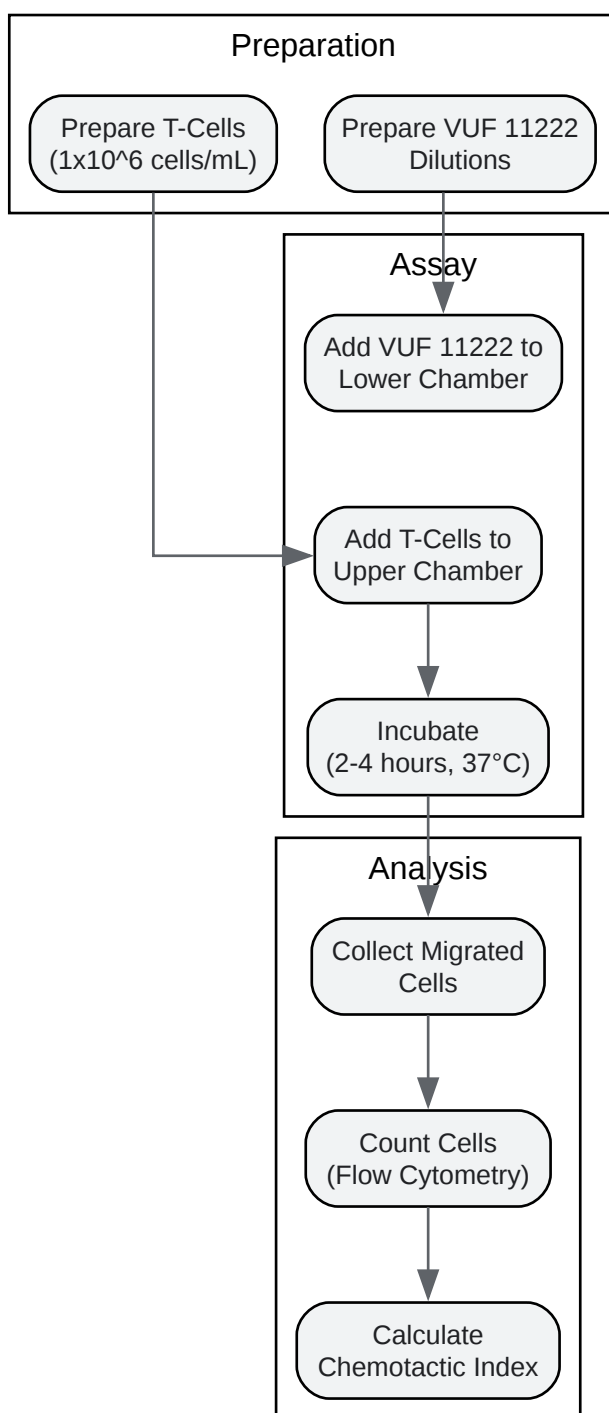 Preparation
Prepare T-Cells
(1x10^6 cells/mL)
Prepare VUF 11222
Dilutions
Assay
Add VUF 11222 to
Lower Chamber
Add T-Cells to
Upper Chamber
Incubate
(2-4 hours, 37°C)
Analysis
Collect Migrated
Cells
Count Cells
(Flow Cytometry)
Calculate
Chemotactic Index